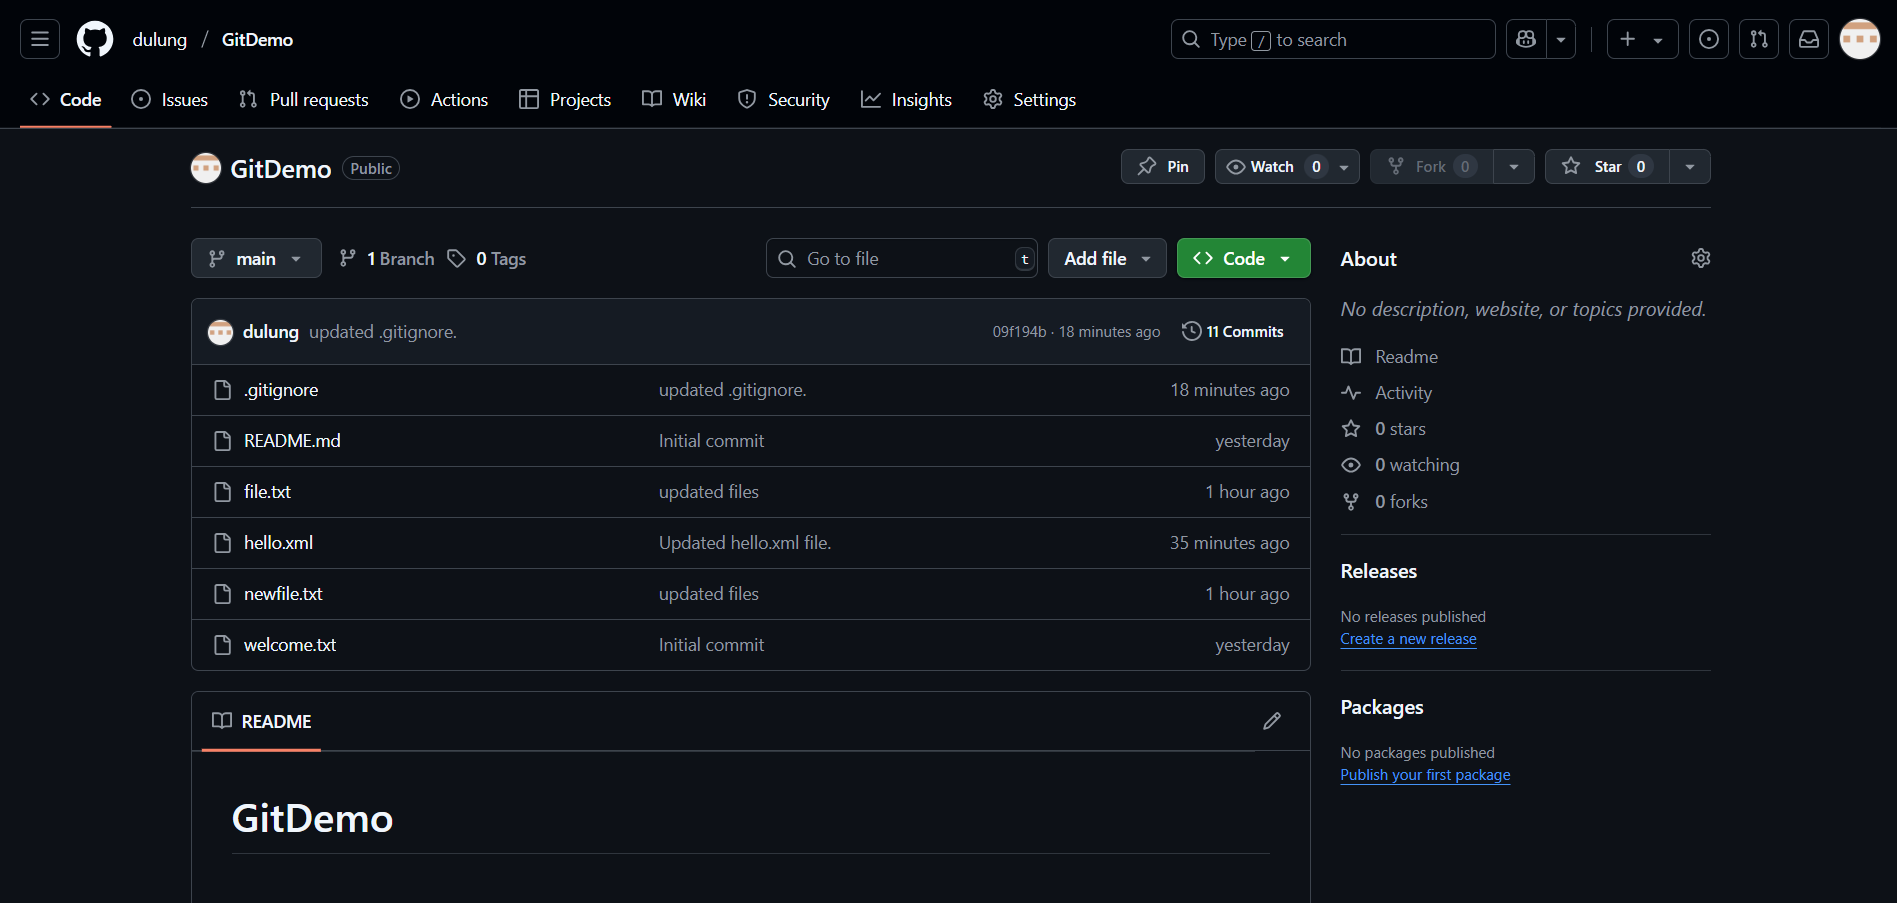 dulung / GitDemo
Type / to search
Code Issues Pull requests Actions Projects Wiki Security Insights Settings
GitDemo Public
Pin Watch 0 Fork 0 Star 0
main 1 Branch 0 Tags
Go to file t Add file Code
dulung updated .gitignore. 09f194b · 18 minutes ago 11 Commits
.gitignore updated .gitignore. 18 minutes ago
README.md Initial commit yesterday
file.txt updated files 1 hour ago
hello.xml Updated hello.xml file. 35 minutes ago
newfile.txt updated files 1 hour ago
welcome.txt Initial commit yesterday
README
GitDemo
About
No description, website, or topics provided.
Readme
Activity
0 stars
0 watching
0 forks
Releases
No releases published
Create a new release
Packages
No packages published
Publish your first package